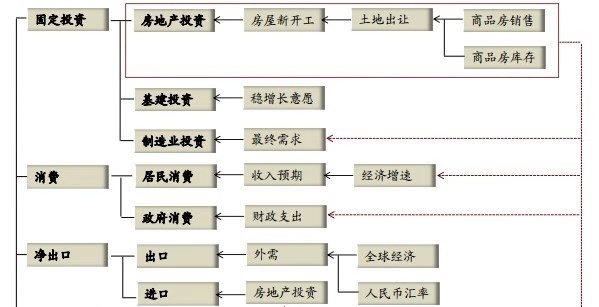 固定投资 房地产投资 房屋新开工 土地出让 商品房销售
商品房库存
基建投资 稳增长意愿
制造业投资 最终需求
消费 居民消费 收入预期 经济增速
政府消费 财政支出
净出口 出口 外需 全球经济
进口 房地产投资 人民币汇率